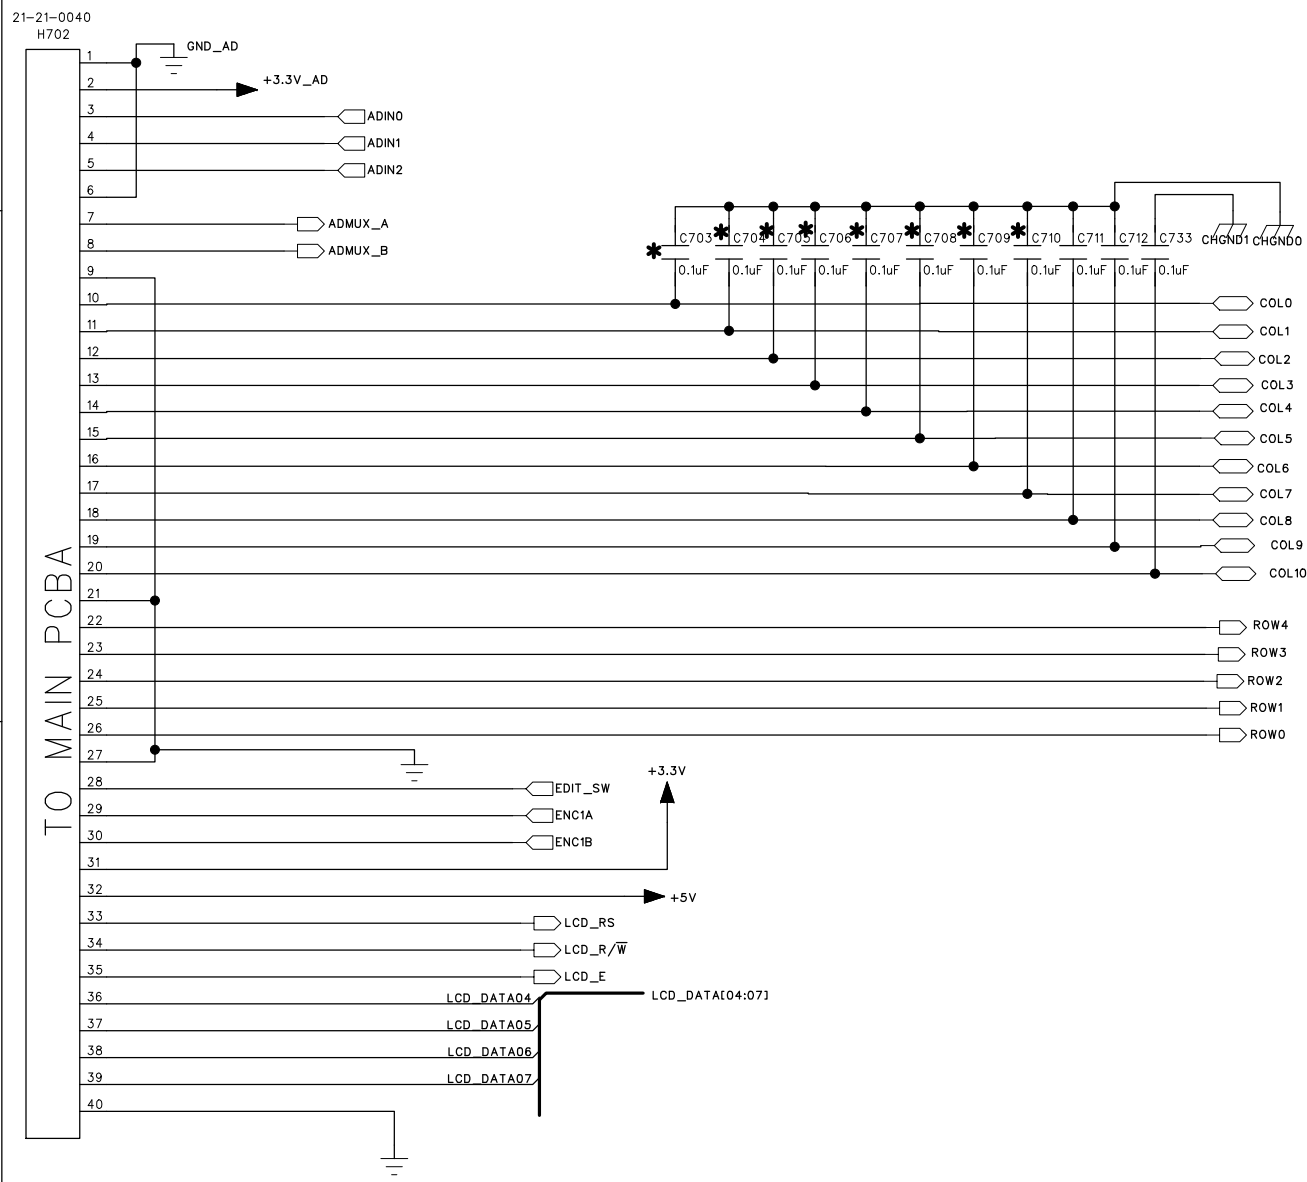 21-21-0040
H702
1
GND_AD
2
+3.3V_AD
3
ADIN0
4
ADIN1
5
ADIN2
6
7
ADMUX_A
8
ADMUX_B
C703 C704 C705 C706 C707 C708 C709 C710 C711 C712 C733
CHGND1 CHGND0
0.1uF 0.1uF 0.1uF 0.1uF 0.1uF 0.1uF 0.1uF 0.1uF 0.1uF 0.1uF 0.1uF
9
10
COL0
11
COL1
12
COL2
13
COL3
14
COL4
15
COL5
16
COL6
17
COL7
18
COL8
19
COL9
20
COL10
21
22
ROW4
23
ROW3
24
ROW2
25
ROW1
26
ROW0
27
TO MAIN PCBA
+3.3V
28
EDIT_SW
29
ENC1A
30
ENC1B
31
32
+5V
33
LCD_RS
34
LCD_R/W̅
35
LCD_E
36
LCD_DATA04
LCD_DATA[04:07]
37
LCD_DATA05
38
LCD_DATA06
39
LCD_DATA07
40